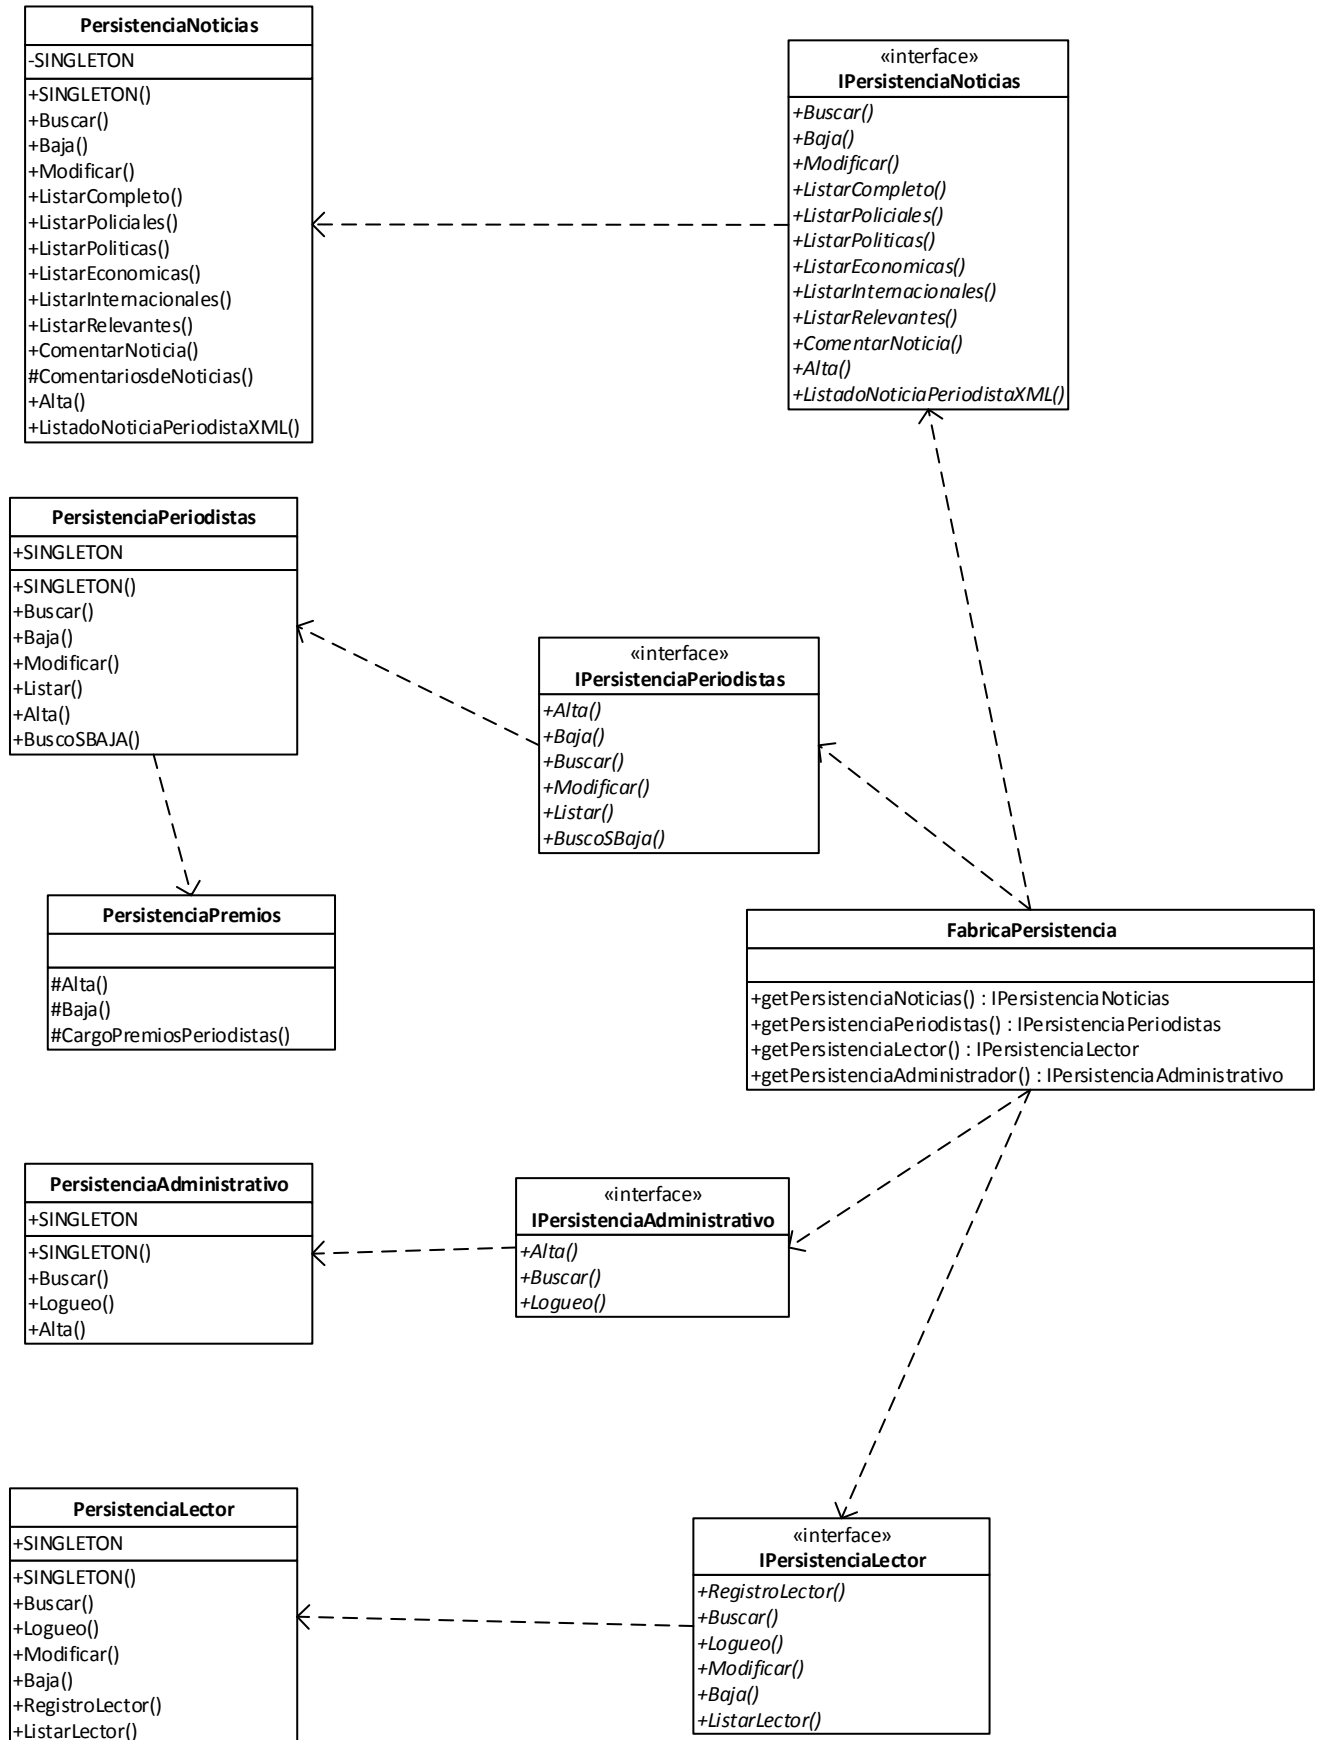 PersistenciaNoticias
-SINGLETON
+SINGLETON()
+Buscar()
+Baja()
+Modificar()
+ListarCompleto()
+ListarPoliciales()
+ListarPoliticas()
+ListarEconomicas()
+ListarInternacionales()
+ListarRelevantes()
+ComentarNoticia()
#ComentariosdeNoticias()
+Alta()
+ListadoNoticiaPeriodistaXML()
«interface»
IPersistenciaNoticias
+Buscar()
+Baja()
+Modificar()
+ListarCompleto()
+ListarPoliciales()
+ListarPoliticas()
+ListarEconomicas()
+ListarInternacionales()
+ListarRelevantes()
+ComentarNoticia()
+Alta()
+ListadoNoticiaPeriodistaXML()
PersistenciaPeriodistas
+SINGLETON
+SINGLETON()
+Buscar()
+Baja()
+Modificar()
+Listar()
+Alta()
+BuscoSBAJA()
«interface»
IPersistenciaPeriodistas
+Alta()
+Baja()
+Buscar()
+Modificar()
+Listar()
+BuscoSBaja()
PersistenciaPremios
#Alta()
#Baja()
#CargoPremiosPeriodistas()
FabricaPersistencia
+getPersistenciaNoticias() : IPersistenciaNoticias
+getPersistenciaPeriodistas() : IPersistenciaPeriodistas
+getPersistenciaLector() : IPersistenciaLector
+getPersistenciaAdministrador() : IPersistenciaAdministrativo
PersistenciaAdministrativo
+SINGLETON
+SINGLETON()
+Buscar()
+Logueo()
+Alta()
«interface»
IPersistenciaAdministrativo
+Alta()
+Buscar()
+Logueo()
PersistenciaLector
+SINGLETON
+SINGLETON()
+Buscar()
+Logueo()
+Modificar()
+Baja()
+RegistroLector()
+ListarLector()
«interface»
IPersistenciaLector
+RegistroLector()
+Buscar()
+Logueo()
+Modificar()
+Baja()
+ListarLector()